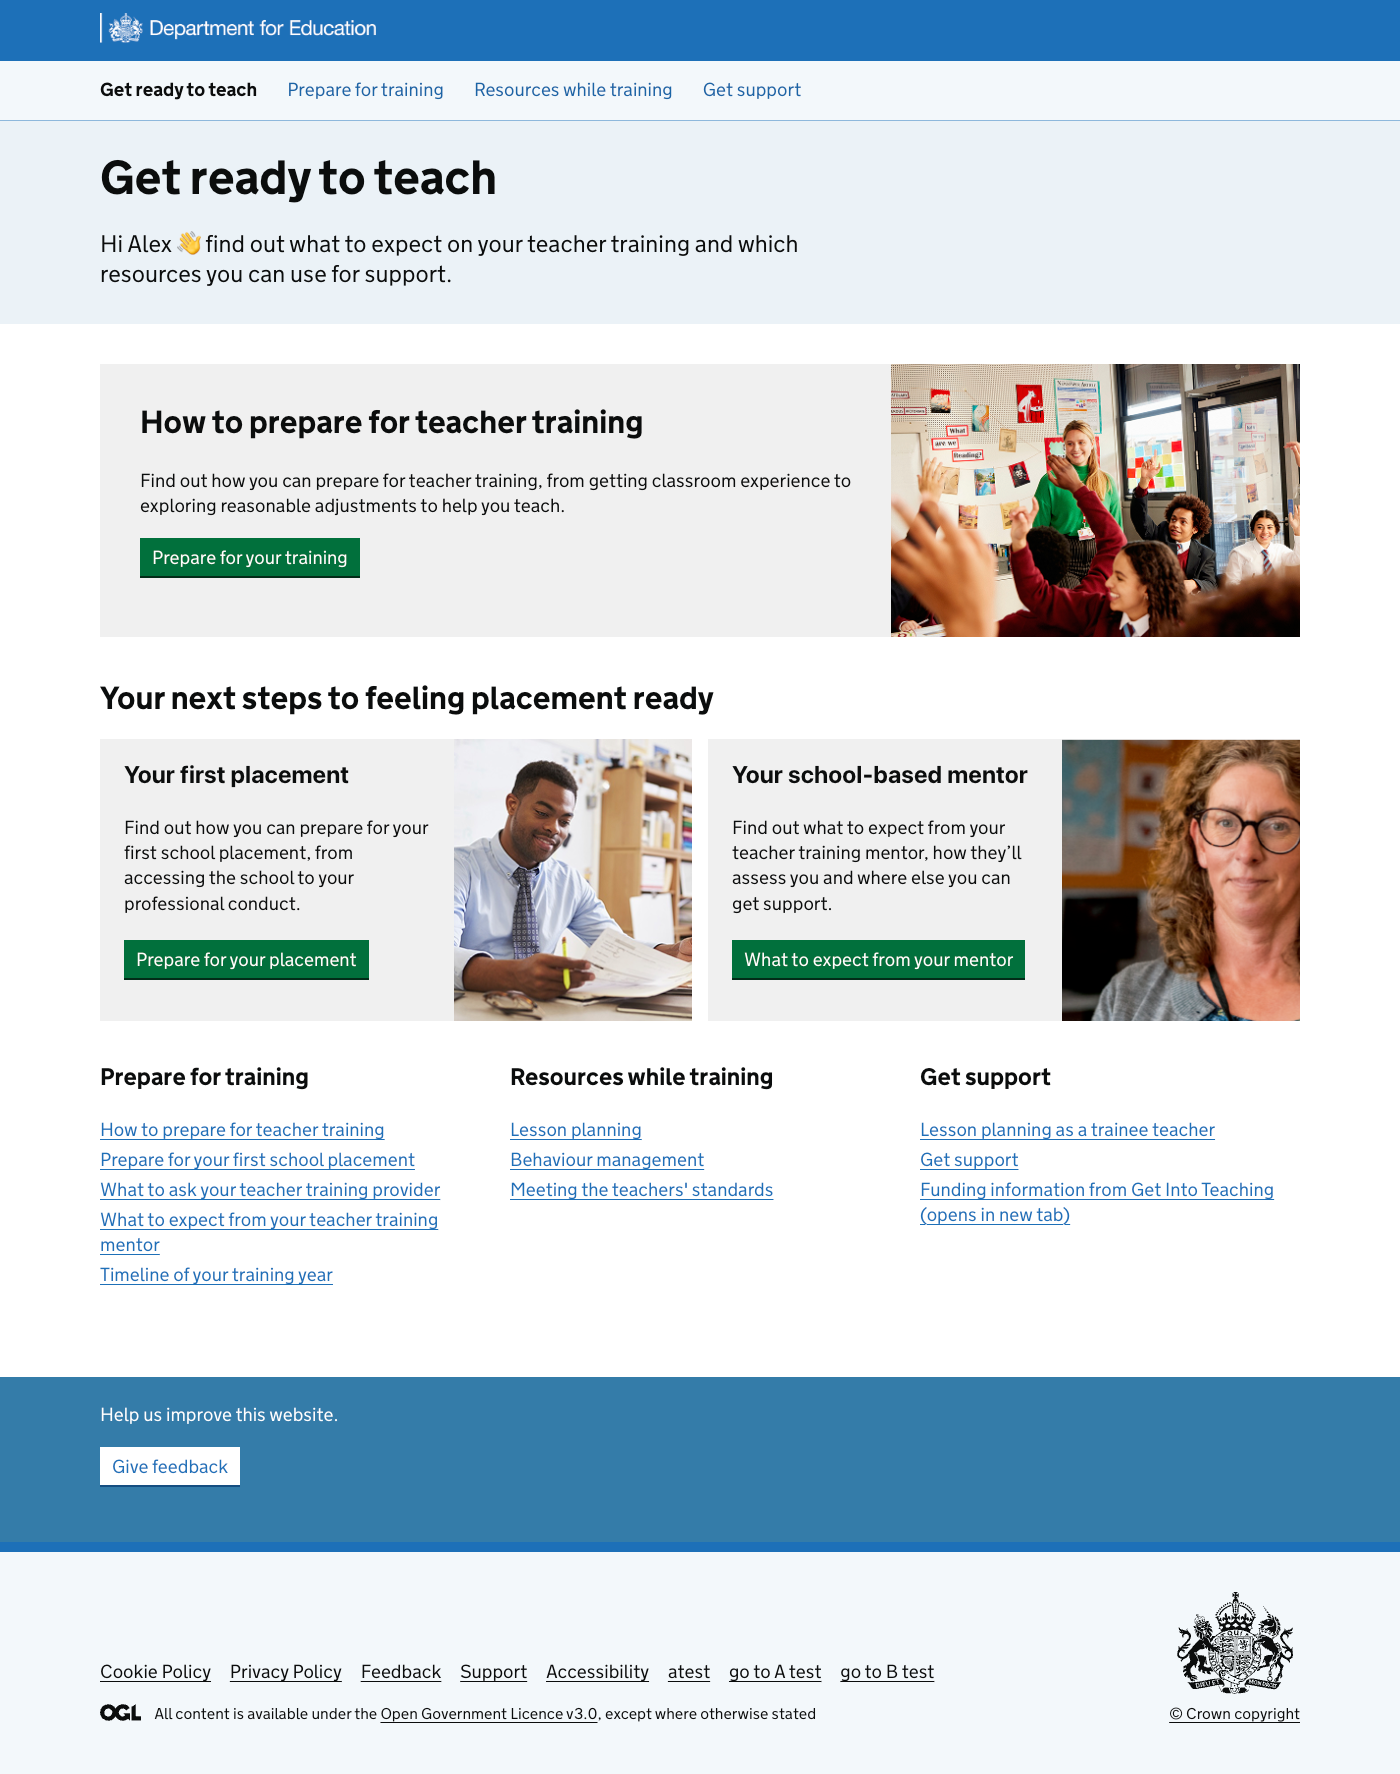 Department for Education
Get ready to teach Prepare for training Resources while training Get support
Get ready to teach
Hi Alex 👋 find out what to expect on your teacher training and which
resources you can use for support.
How to prepare for teacher training
Find out how you can prepare for teacher training, from getting classroom experience to
exploring reasonable adjustments to help you teach.
Prepare for your training
What
are we
Reading?
Your next steps to feeling placement ready
Your first placement
Find out how you can prepare for your
first school placement, from
accessing the school to your
professional conduct.
Prepare for your placement
Your school-based mentor
Find out what to expect from your
teacher training mentor, how they’ll
assess you and where else you can
get support.
What to expect from your mentor
Prepare for training
How to prepare for teacher training
Prepare for your first school placement
What to ask your teacher training provider
What to expect from your teacher training
mentor
Timeline of your training year
Resources while training
Lesson planning
Behaviour management
Meeting the teachers' standards
Get support
Lesson planning as a trainee teacher
Get support
Funding information from Get Into Teaching
(opens in new tab)
Help us improve this website.
Give feedback
Cookie Policy Privacy Policy Feedback Support Accessibility atest go to A test go to B test
OGL All content is available under the Open Government Licence v3.0, except where otherwise stated
© Crown copyright